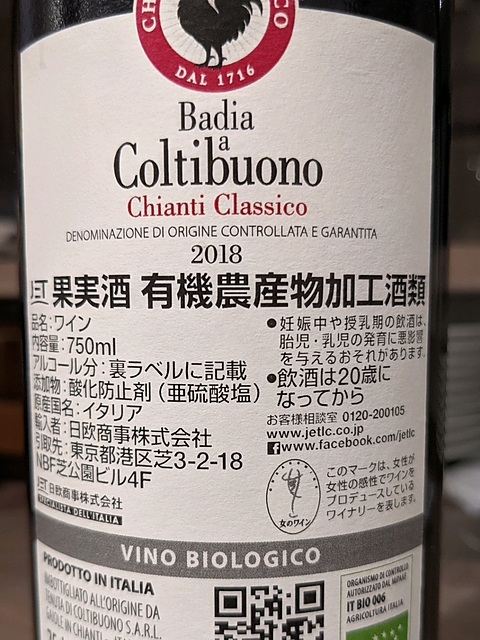 DAL 1716
Badia
a
Coltibuono
Chianti Classico
DENOMINAZIONE DI ORIGINE CONTROLLATA E GARANTITA
2018
JET 果実酒 有機農産物加工酒類
品名:ワイン
内容量:750ml
アルコール分:裏ラベルに記載
添加物:酸化防止剤(亜硫酸塩)
原産国名:イタリア
輸入者:日欧商事株式会社
引取先:東京都港区芝3-2-18
NBF芝公園ビル4F
JET 日欧商事株式会社
SPECIALISTA DELL'ITALIA
●妊娠中や授乳期の飲酒は、
胎児・乳児の発育に悪影響
を与えるおそれがあります。
●飲酒は20歳に
なってから
お客様相談室 0120-200105
www.jetlc.co.jp
www.facebook.com/jetlc
女のワイン
このマークは、女性が
女性の感性でワインを
プロデュースしている
ワイナリーを表します。
VINO BIOLOGICO
PRODOTTO IN ITALIA
IMBOTTIGLIATO ALL'ORIGINE DA
TENUTA DI COLTIBUONO S.A.R.L.
GAIOLE IN CHIANTI
ORGANISMO DI CONTROLLO
AUTORIZZATO DAL MIPAAF
IT BIO 006
AGRICOLTURA ITALIA